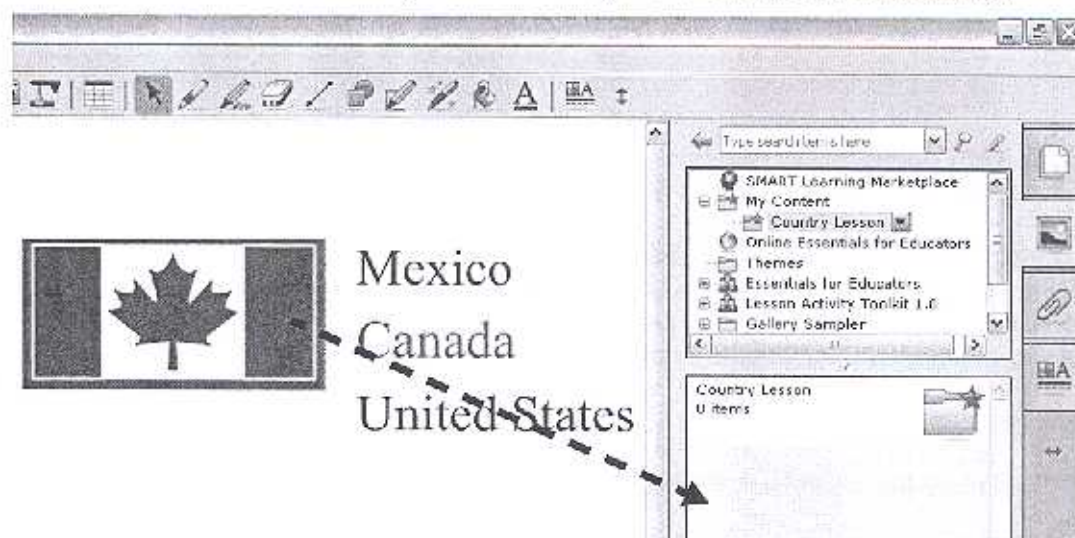 Type search terms here
SMART Learning Marketplace
My Content
Country Lesson
Online Essentials for Educators
Themes
Essentials for Educators
Lesson Activity Toolkit 1.0
Gallery Sampler
Mexico
Canada
United States
Country Lesson
0 items